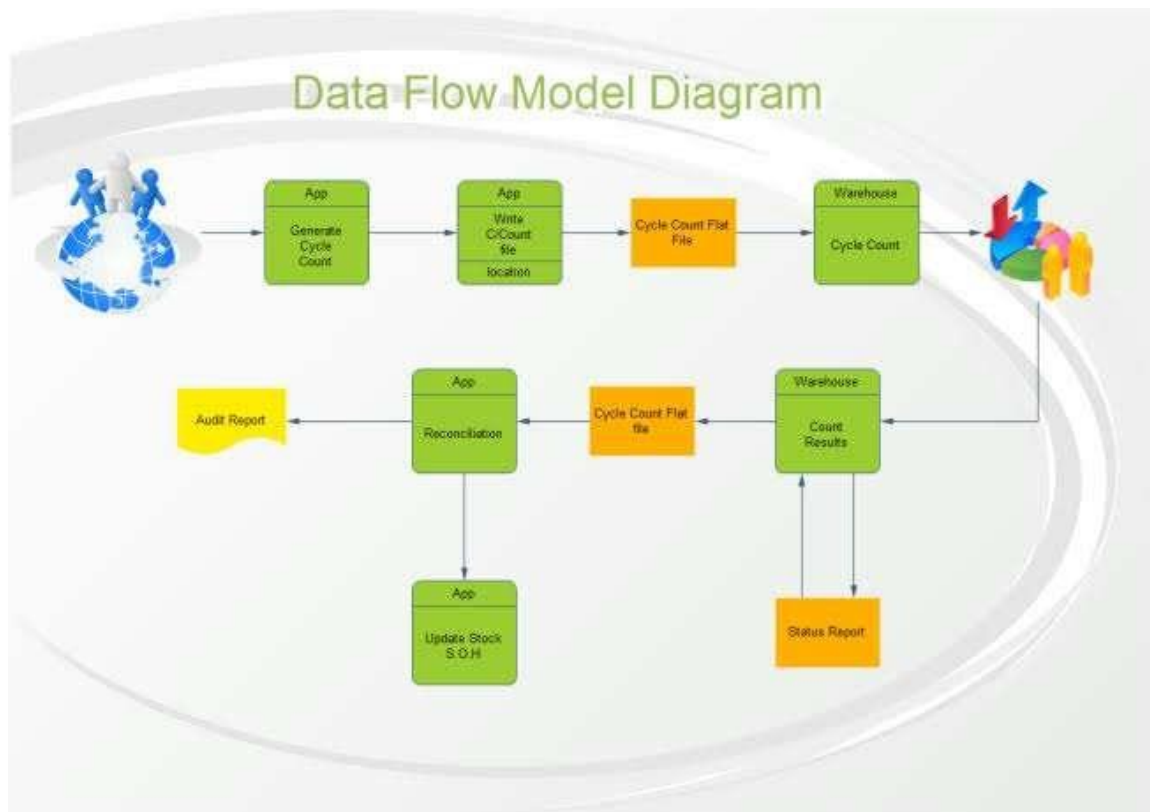 Data Flow Model Diagram
App
Generate
Cycle
Count
App
Write
C/Count
file
location
Cycle Count Flat
File
Warehouse
Cycle Count
Audit Report
App
Reconciliation
Cycle Count Flat
file
Warehouse
Count
Results
App
Update Stock
S.O.H
Status Report